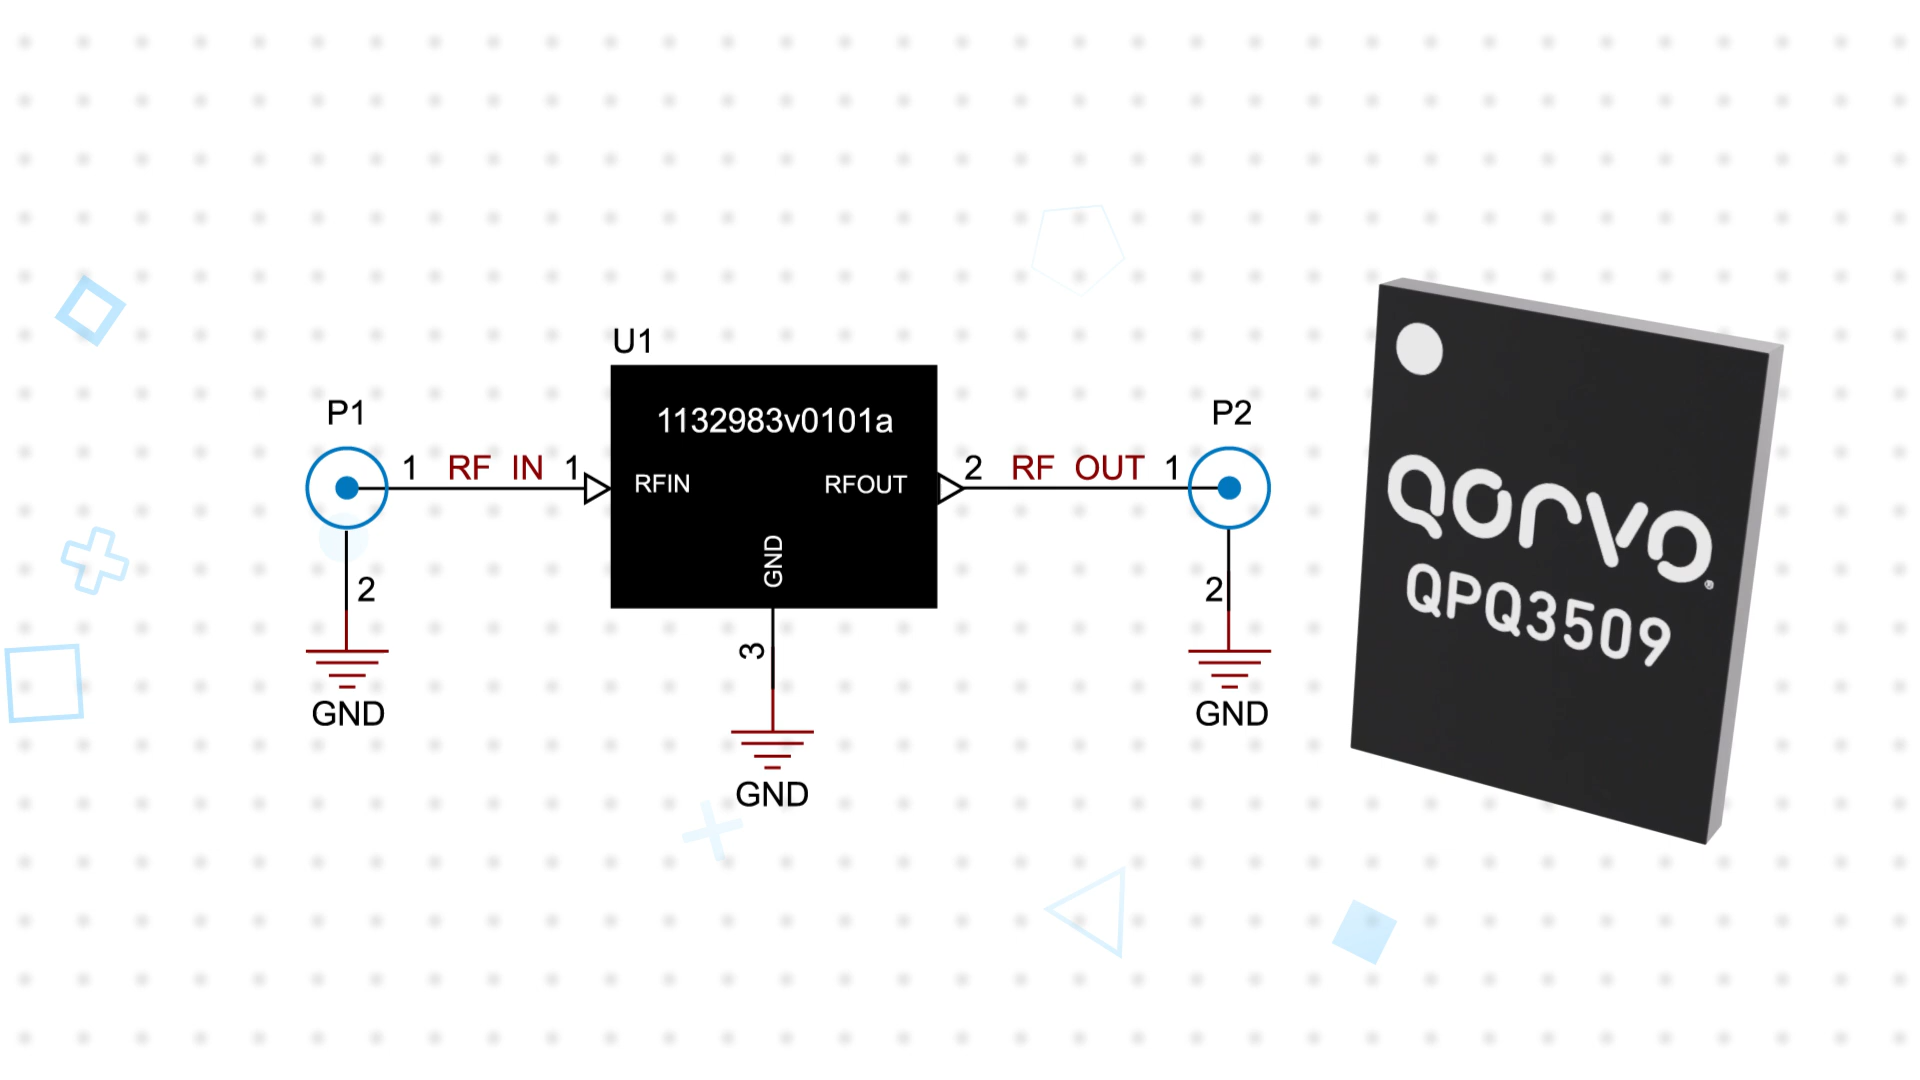 U1
1132983v0101a
P1
P2
1 RF IN 1
RFIN
RFOUT
2 RF OUT 1
GND
2
2
3
GND
GND
GND
QORVO®
QPQ3509